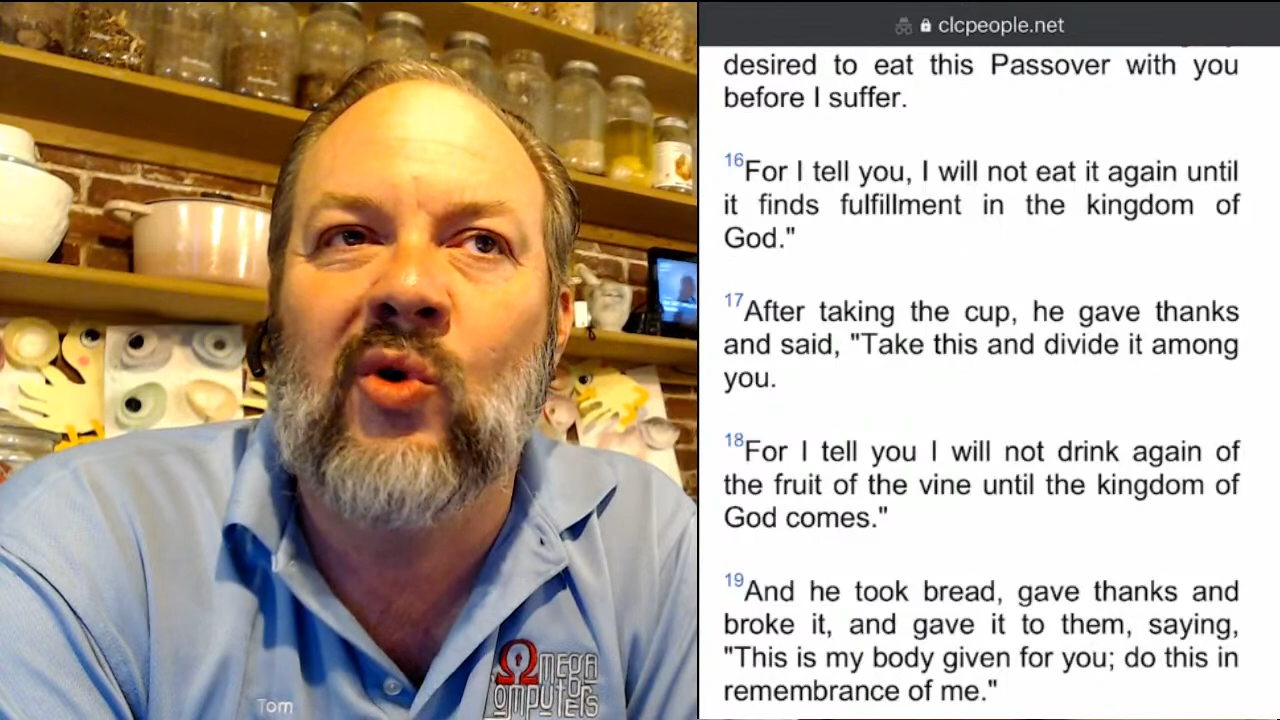 Tom
ΩMEGA
COMPUTERS
clcpeople.net
desired to eat this Passover with you
before I suffer.
16For I tell you, I will not eat it again until
it finds fulfillment in the kingdom of
God."
17After taking the cup, he gave thanks
and said, "Take this and divide it among
you.
18For I tell you I will not drink again of
the fruit of the vine until the kingdom of
God comes."
19And he took bread, gave thanks and
broke it, and gave it to them, saying,
"This is my body given for you; do this in
remembrance of me."